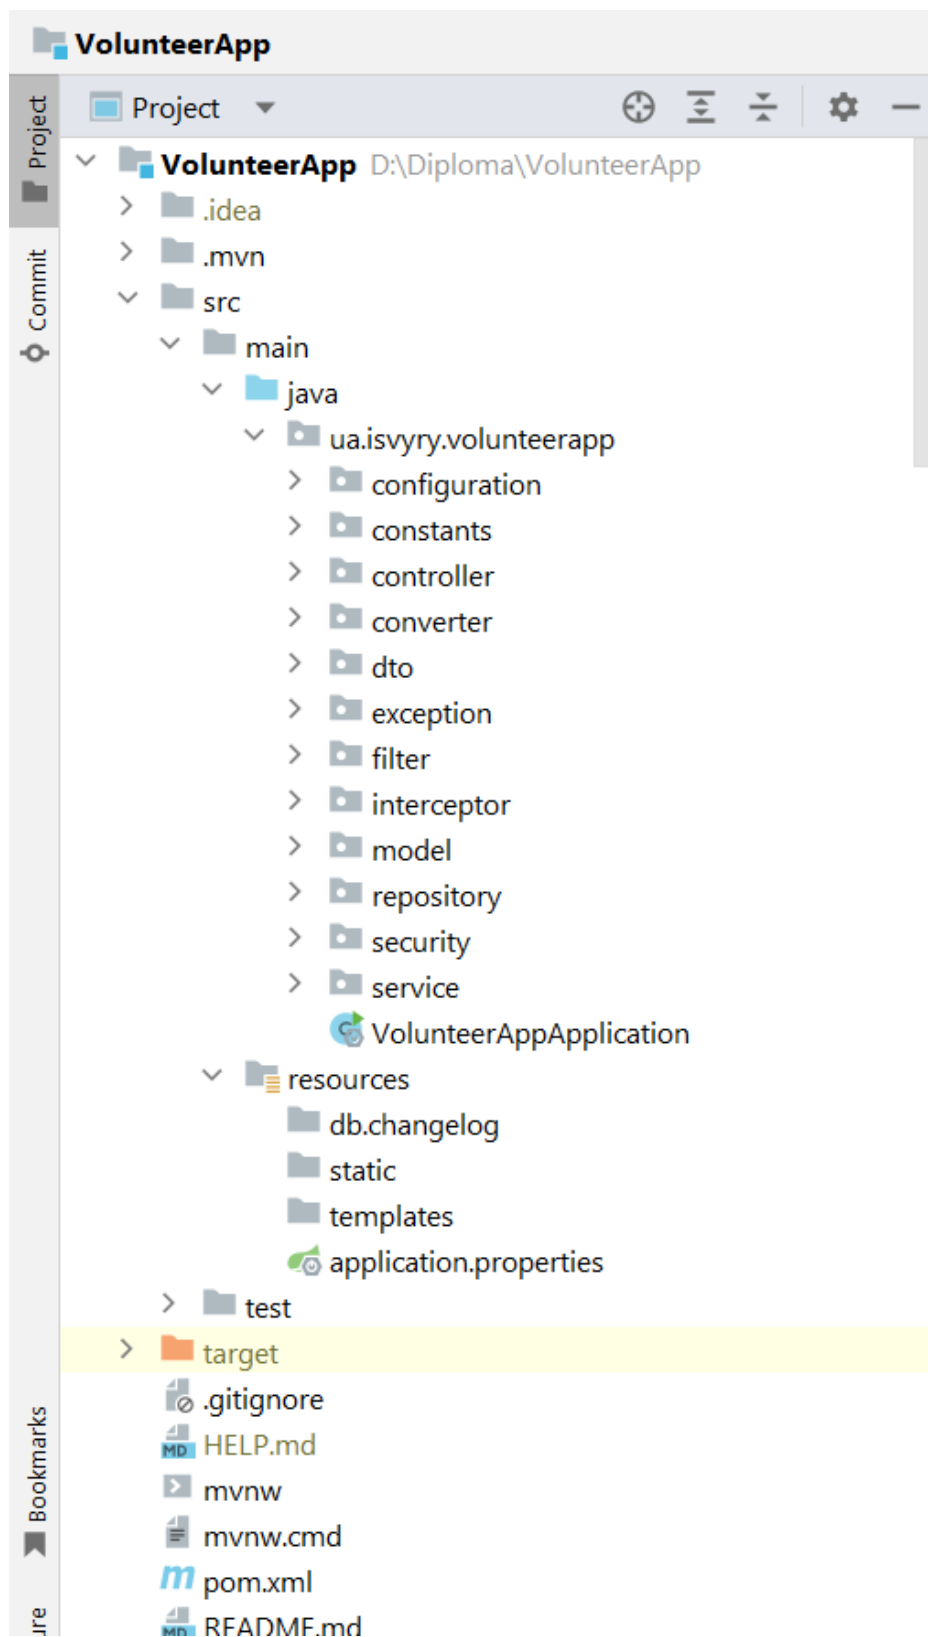 VolunteerApp
Project
Project
Commit
VolunteerApp D:\Diploma\VolunteerApp
.idea
.mvn
src
main
java
ua.isvyry.volunteerapp
configuration
constants
controller
converter
dto
exception
filter
interceptor
model
repository
security
service
VolunteerAppApplication
resources
db.changelog
static
templates
application.properties
test
target
.gitignore
HELP.md
mvnw
mvnw.cmd
pom.xml
README.md
Bookmarks